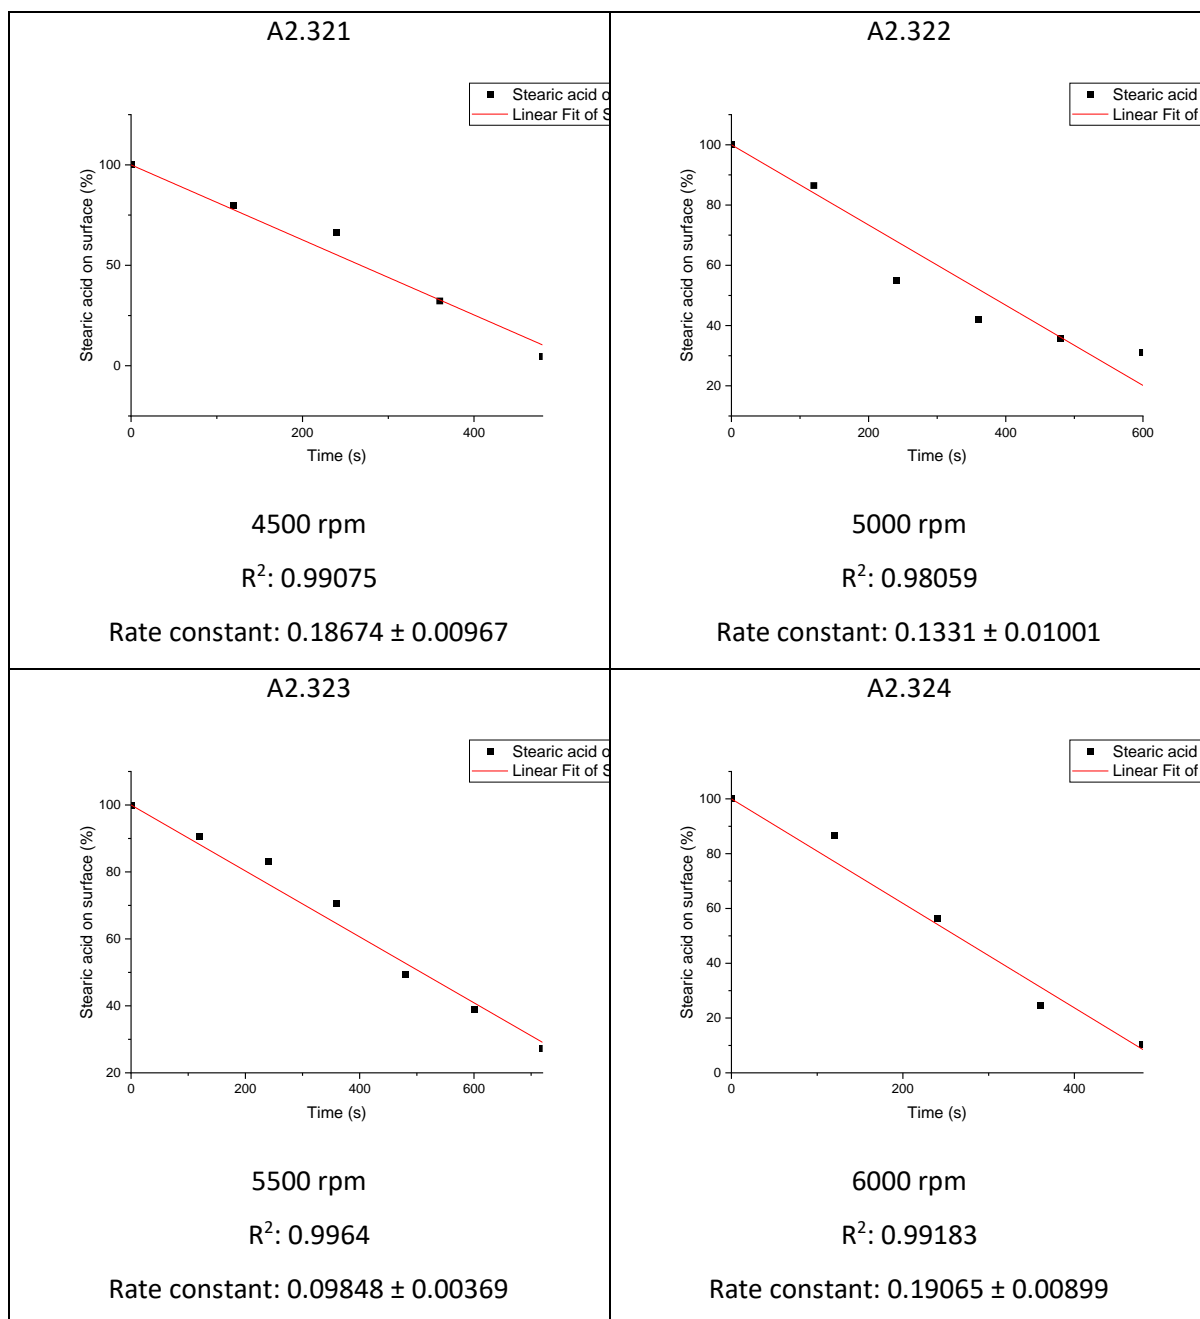 A2.321
Stearic acid o
Linear Fit of S
100
50
0
Stearic acid on surface (%)
0
200
400
Time (s)
4500 rpm
R²: 0.99075
Rate constant: 0.18674 ± 0.00967
A2.322
Stearic acid
Linear Fit of
100
80
60
40
20
Stearic acid on surface (%)
0
200
400
600
Time (s)
5000 rpm
R²: 0.98059
Rate constant: 0.1331 ± 0.01001
A2.323
Stearic acid o
Linear Fit of S
100
80
60
40
20
Stearic acid on surface (%)
0
200
400
600
Time (s)
5500 rpm
R²: 0.9964
Rate constant: 0.09848 ± 0.00369
A2.324
Stearic acid
Linear Fit of
100
80
60
40
20
0
Stearic acid on surface (%)
0
200
400
Time (s)
6000 rpm
R²: 0.99183
Rate constant: 0.19065 ± 0.00899